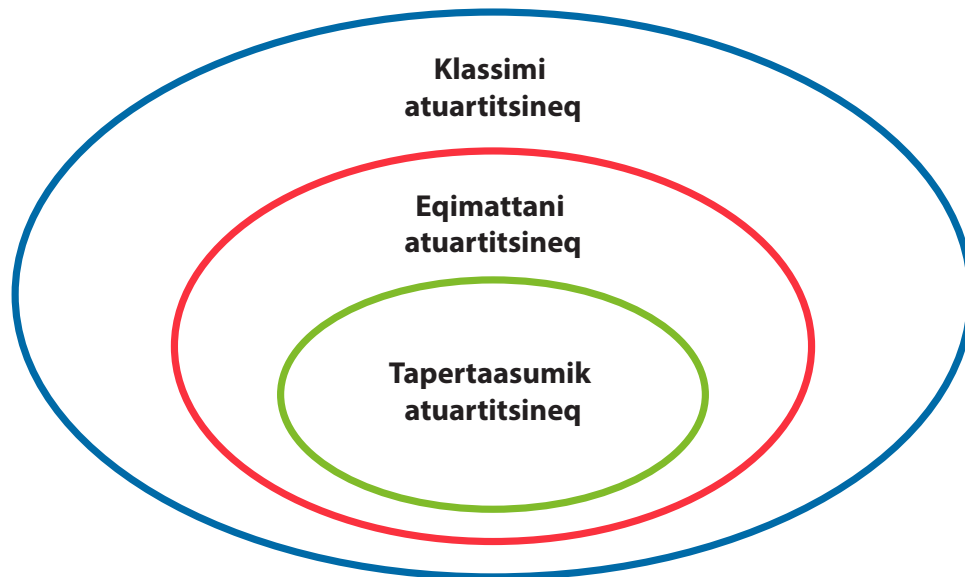 Klassimi
atuartitsineq
Eqimattani
atuartitsineq
Tapertaasumik
atuartitsineq